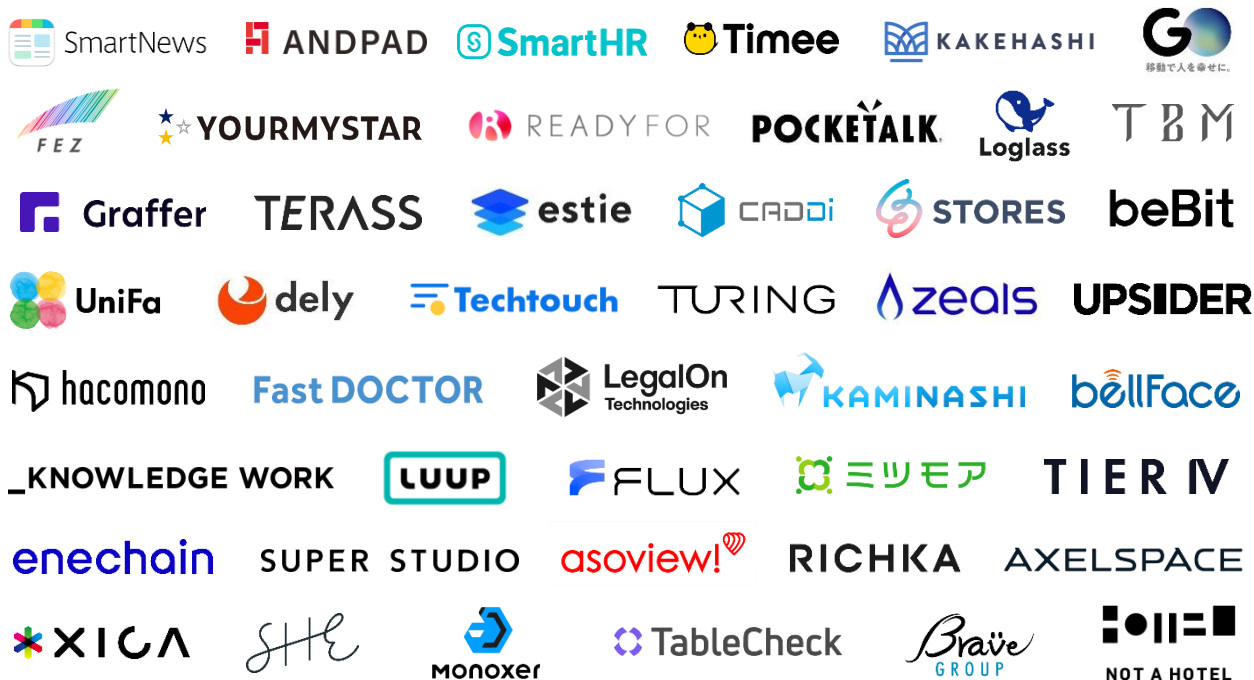 SmartNews ANDPAD SmartHR Timee KAKEHASHI GO
移動で人を幸せに。
FEZ YOURMYSTAR READYFOR POCKETALK Loglass TBM
Graffer TERASS estie CADDi STORES beBit
UniFa dely Techtouch TURING zeals UPSIDER
hacomono Fast DOCTOR LegalOn Technologies KAMINASHI bellFace
_KNOWLEDGE WORK LUUP FLUX ミツモア TIER IV
enechain SUPER STUDIO asoview! RICHKA AXELSPACE
XICA SHE MONOXER TableCheck Brave GROUP NOT A HOTEL